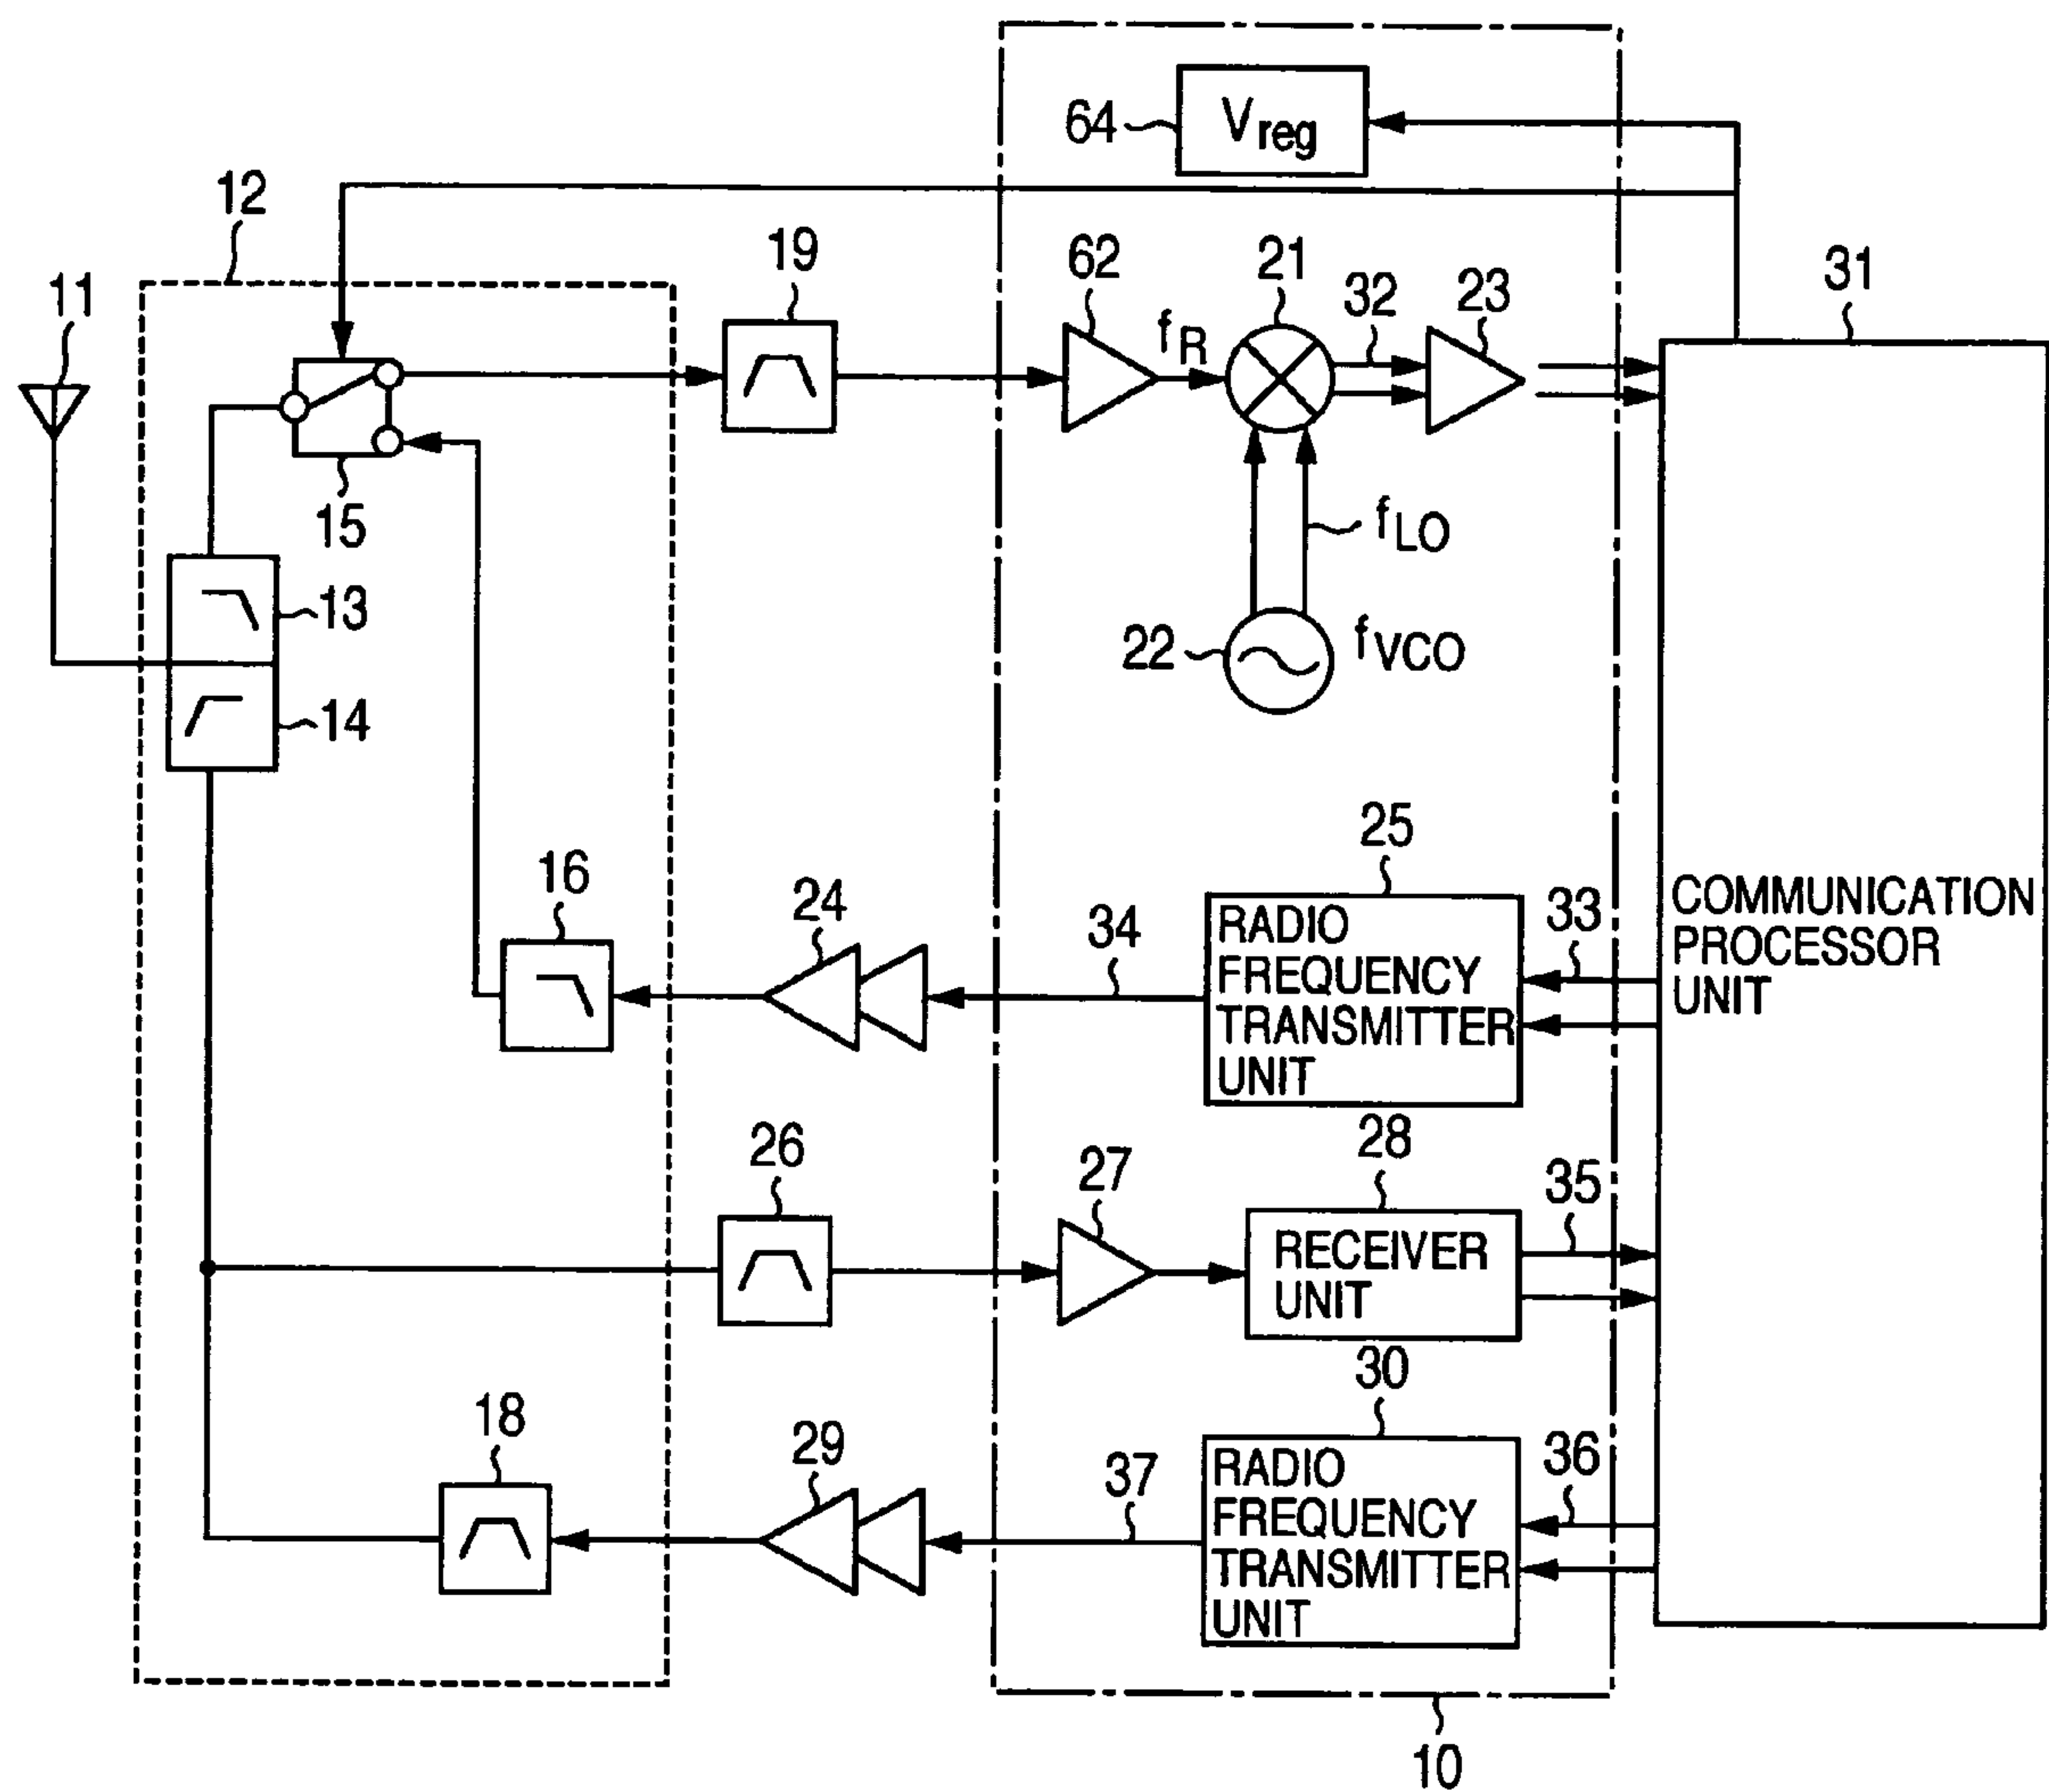 64
Vreg
12
19
62
21
32
23
31
11
fR
15
fLO
13
22
fVCO
14
25
16
24
34
RADIO
FREQUENCY
TRANSMITTER
UNIT
33
COMMUNICATION
PROCESSOR
UNIT
26
27
28
35
RECEIVER
UNIT
18
29
37
30
RADIO
FREQUENCY
TRANSMITTER
UNIT
36
10